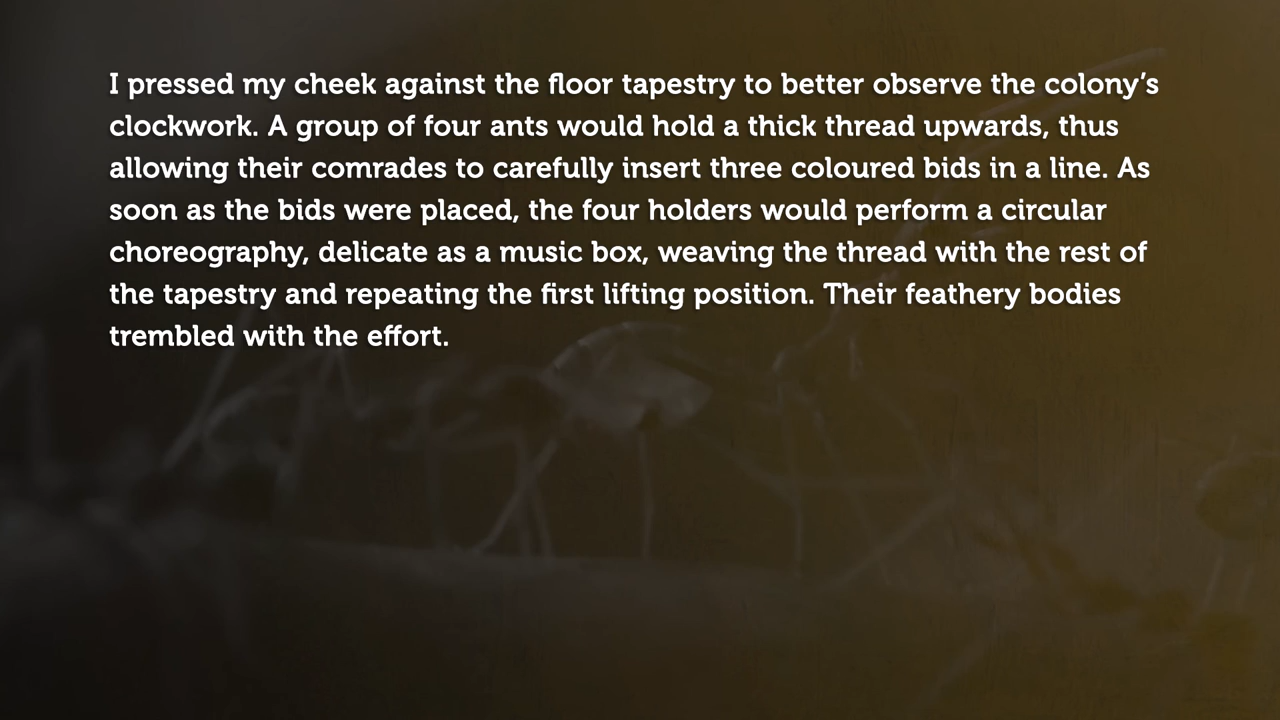 I pressed my cheek against the floor tapestry to better observe the colony’s
clockwork. A group of four ants would hold a thick thread upwards, thus
allowing their comrades to carefully insert three coloured bids in a line. As
soon as the bids were placed, the four holders would perform a circular
choreography, delicate as a music box, weaving the thread with the rest of
the tapestry and repeating the first lifting position. Their feathery bodies
trembled with the effort.